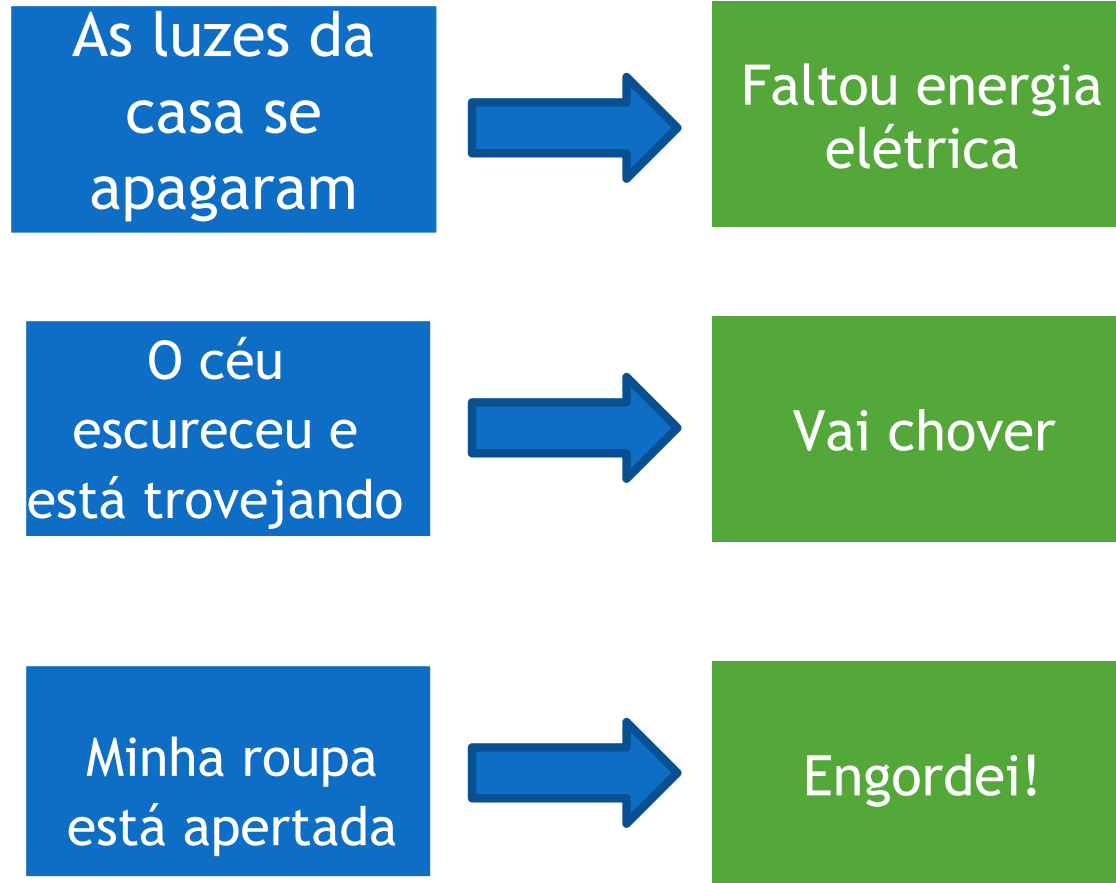 As luzes da
casa se
apagaram
Faltou energia
elétrica
O céu
escureceu e
está trovejando
Vai chover
Minha roupa
está apertada
Engordei!